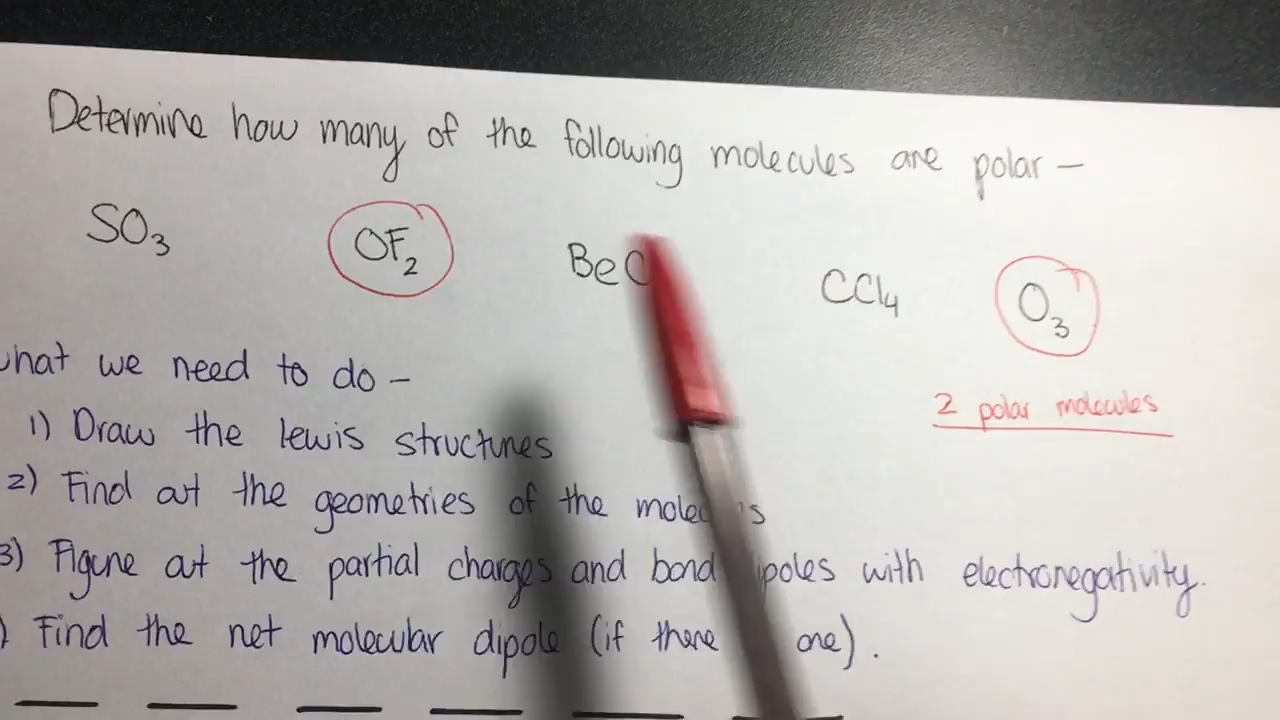 Determine how many of the following molecules are polar –
SO3 OF2 CCl4 O3
what we need to do –
2 polar molecules
1) Draw the lewis structures
2) Find out the geometries of the
3) Figure out the partial charges and bond with electronegativity.
) Find the net molecular dipole (if there one).